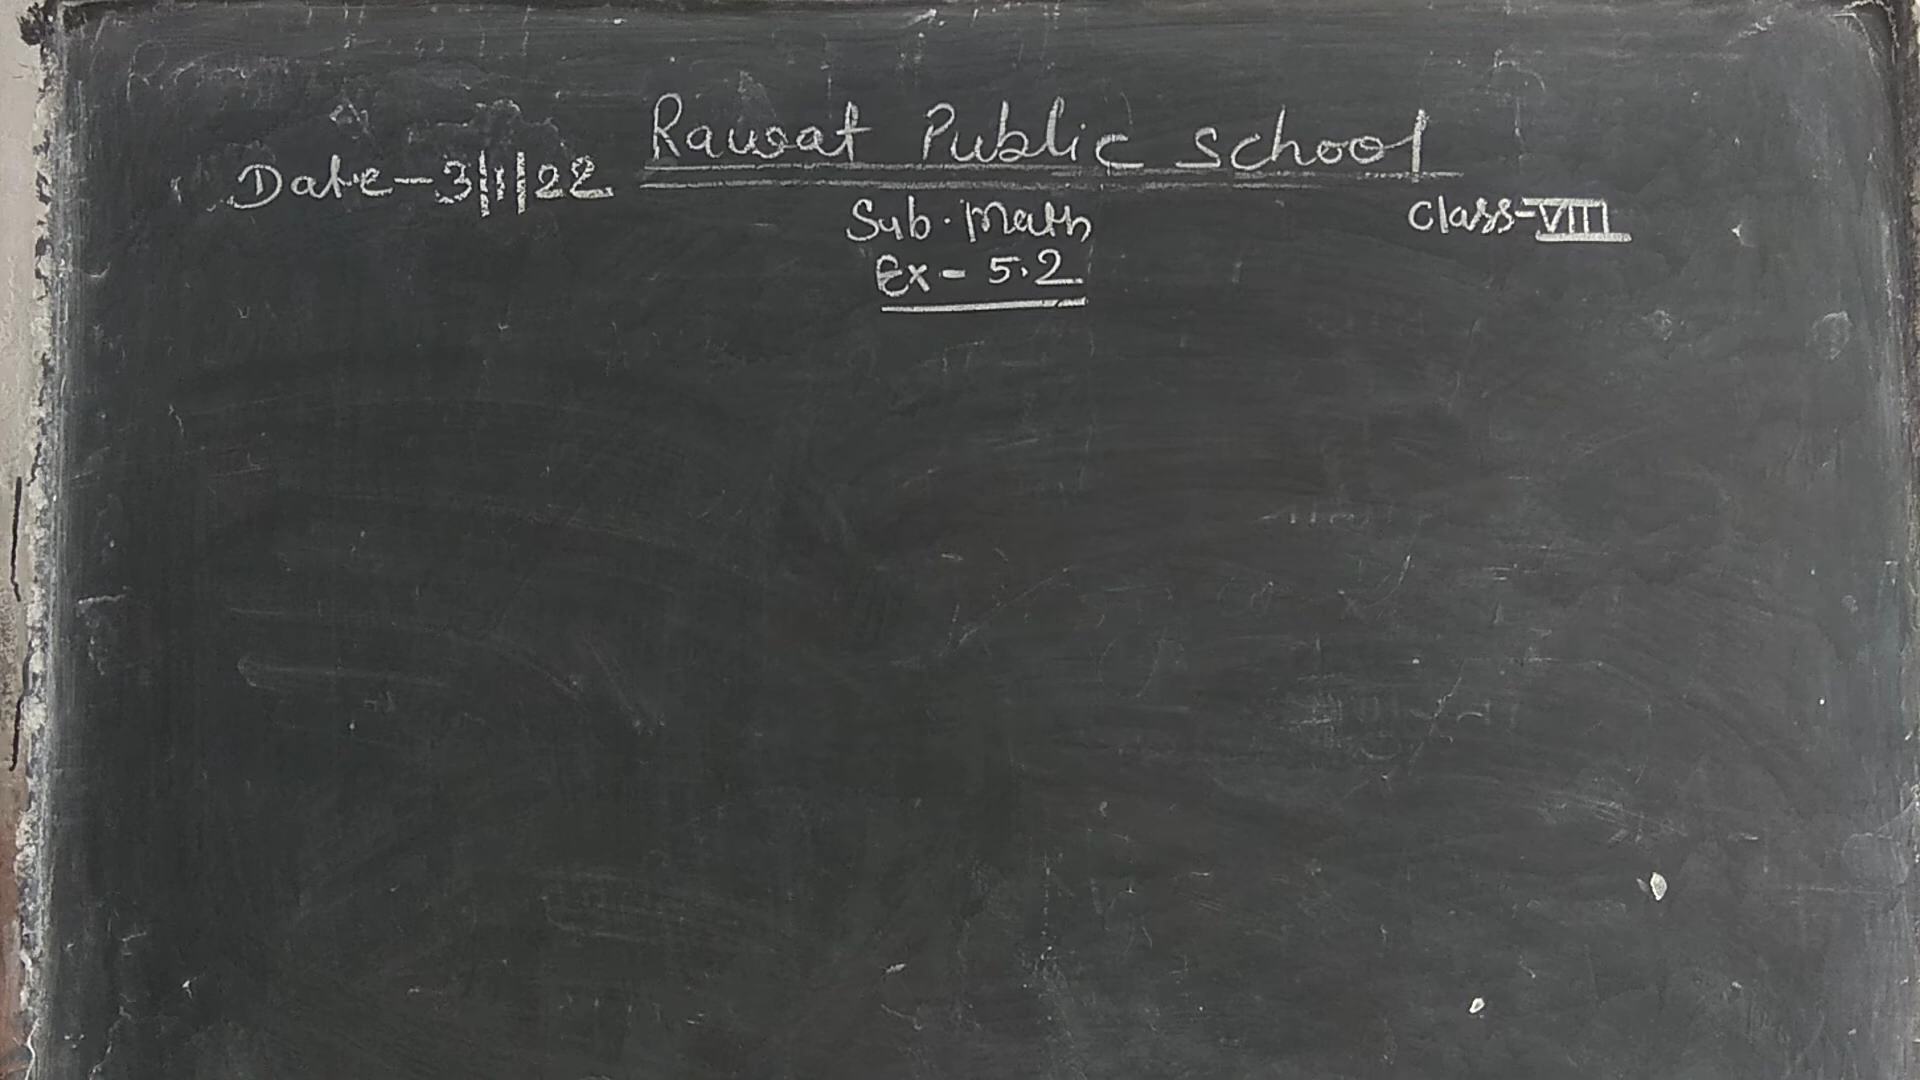 Rawat Public School
Date-3/1/22
Class-VIII
Sub. Math
Ex-5.2